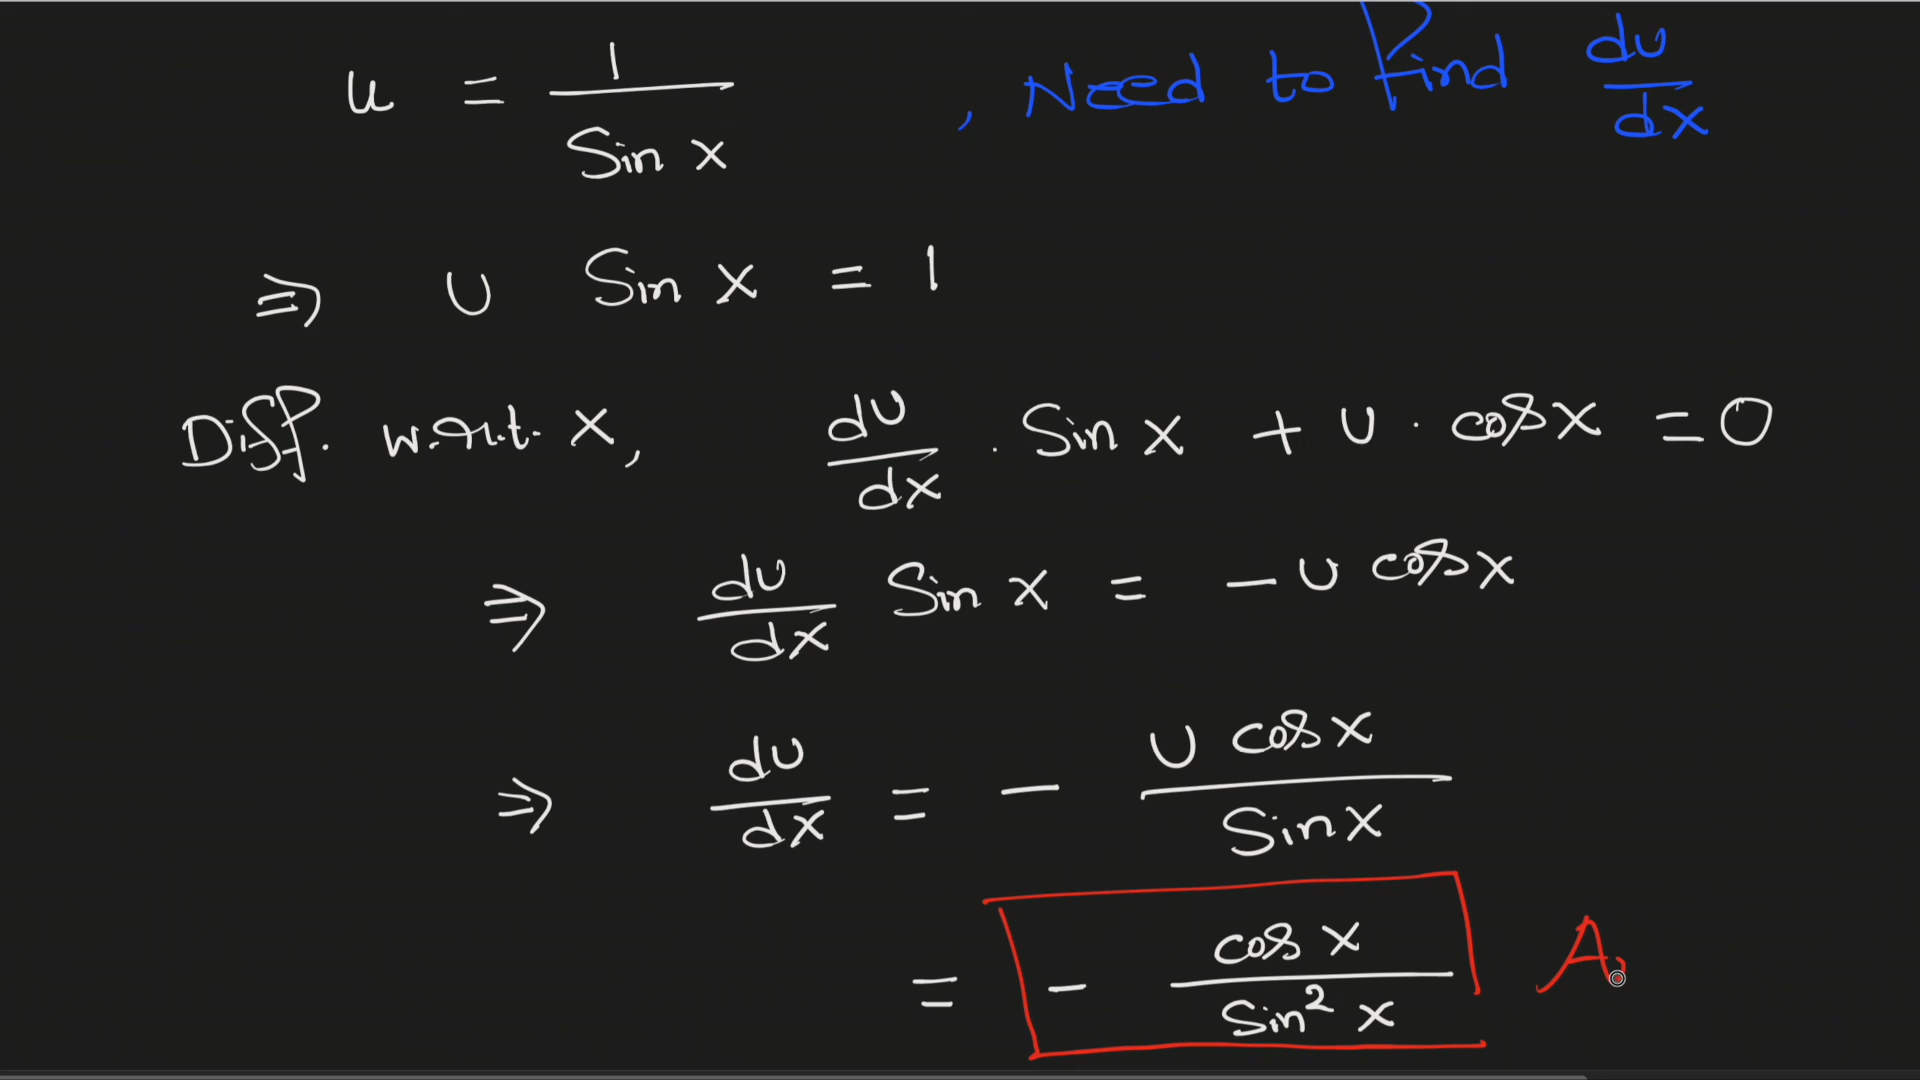 u = 1 / Sin x , Need to find du/dx
⇒ u Sin x = 1
Diff. w.r.t. x, du/dx . Sin x + u . cos x = 0
⇒ du/dx Sin x = - u cos x
⇒ du/dx = - u cos x / Sin x
= - cos x / Sin² x A